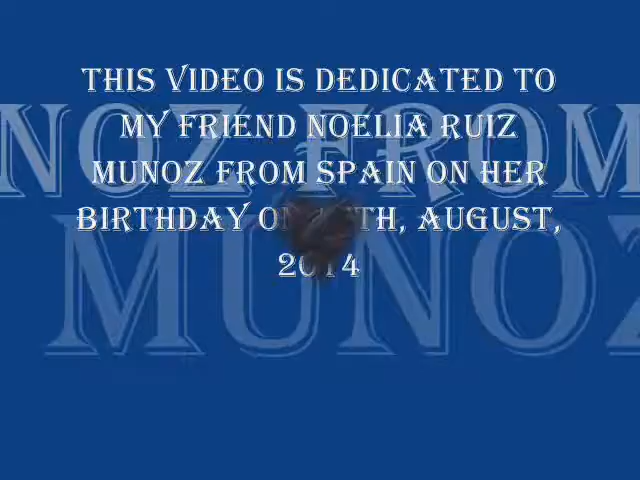 THIS VIDEO IS DEDICATED TO
MY FRIEND NOELIA RUIZ
MUNOZ FROM SPAIN ON HER
BIRTHDAY TH, AUGUST,
2014
NOZ FROM
MUNOZ